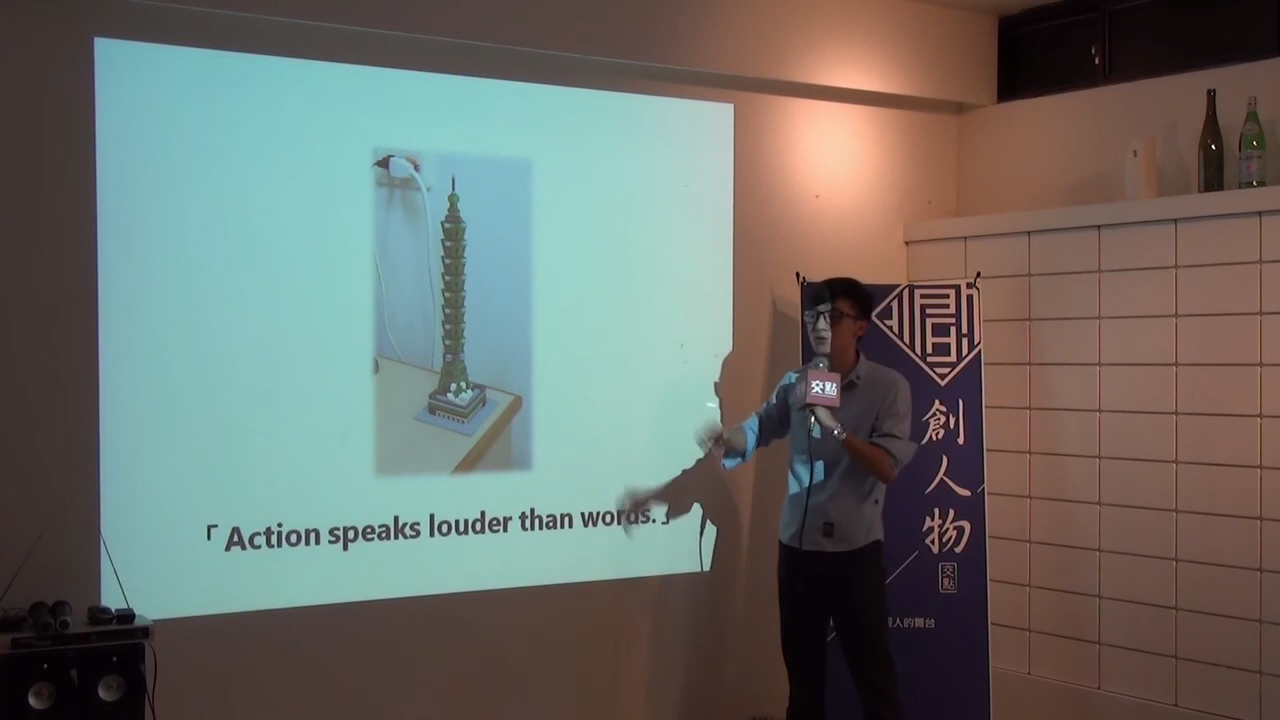 「Action speaks louder than words.」
交點
創
人
物
交
點
人的舞台